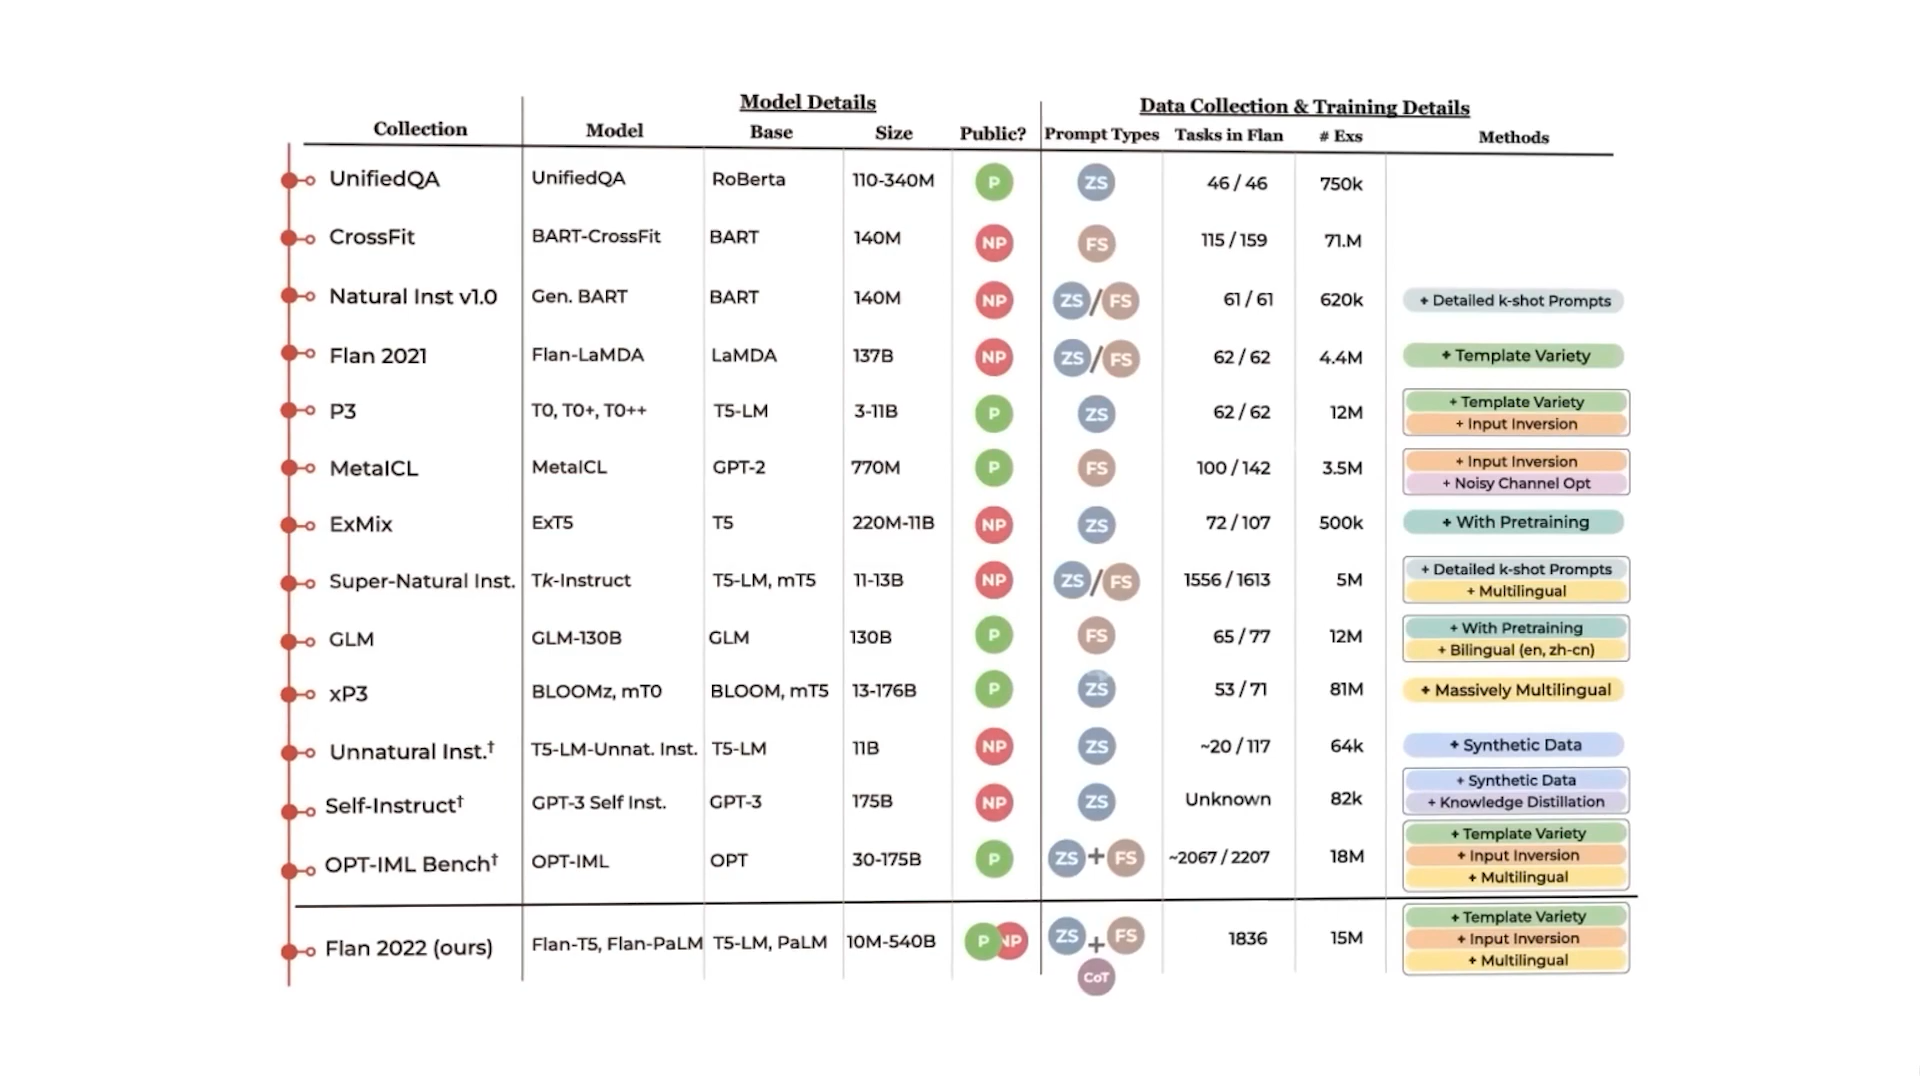 Model Details
Data Collection & Training Details
Collection Model Base Size Public? Prompt Types Tasks in Flan # Exs Methods
UnifiedQA UnifiedQA RoBerta 110-340M P ZS 46 / 46 750k
CrossFit BART-CrossFit BART 140M NP FS 115 / 159 71.M
Natural Inst v1.0 Gen. BART BART 140M NP ZS / FS 61 / 61 620k + Detailed k-shot Prompts
Flan 2021 Flan-LaMDA LaMDA 137B NP ZS / FS 62 / 62 4.4M + Template Variety
P3 T0, T0+, T0++ T5-LM 3-11B P ZS 62 / 62 12M + Template Variety
+ Input Inversion
MetaICL MetaICL GPT-2 770M P FS 100 / 142 3.5M + Input Inversion
+ Noisy Channel Opt
ExMix ExT5 T5 220M-11B NP ZS 72 / 107 500k + With Pretraining
Super-Natural Inst. Tk-Instruct T5-LM, mT5 11-13B NP ZS / FS 1556 / 1613 5M + Detailed k-shot Prompts
+ Multilingual
GLM GLM-130B GLM 130B P FS 65 / 77 12M + With Pretraining
+ Bilingual (en, zh-cn)
xP3 BLOOMz, mT0 BLOOM, mT5 13-176B P ZS 53 / 71 81M + Massively Multilingual
Unnatural Inst.† T5-LM-Unnat. Inst. T5-LM 11B NP ZS ~20 / 117 64k + Synthetic Data
Self-Instruct† GPT-3 Self Inst. GPT-3 175B NP ZS Unknown 82k + Synthetic Data
+ Knowledge Distillation
OPT-IML Bench† OPT-IML OPT 30-175B P ZS + FS ~2067 / 2207 18M + Template Variety
+ Input Inversion
+ Multilingual
Flan 2022 (ours) Flan-T5, Flan-PaLM T5-LM, PaLM 10M-540B P NP ZS + FS CoT 1836 15M + Template Variety
+ Input Inversion
+ Multilingual